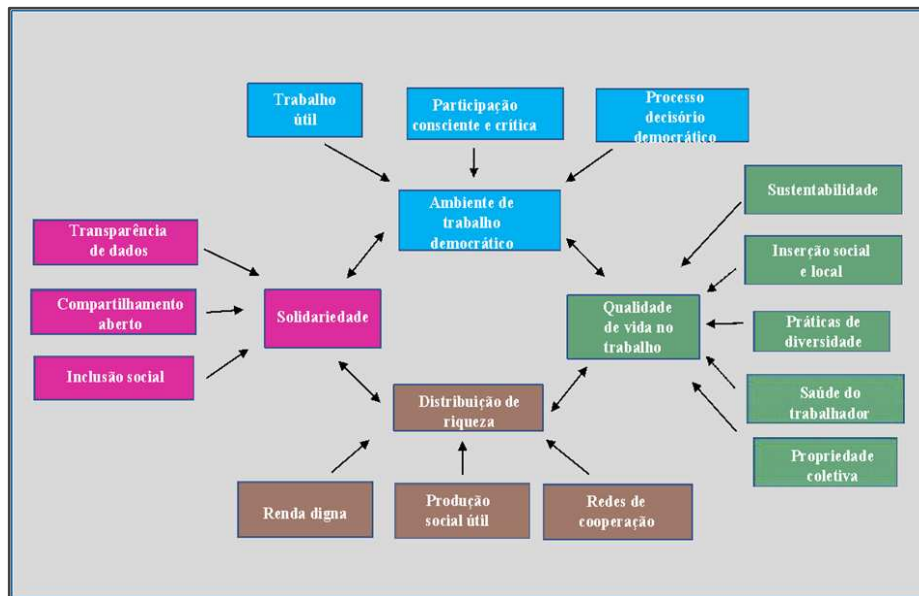 Trabalho
útil
Participação
consciente e crítica
Processo
decisório
democrático
Ambiente de
trabalho
democrático
Sustentabilidade
Inserção social
e local
Práticas de
diversidade
Saúde do
trabalhador
Propriedade
coletiva
Qualidade
de vida no
trabalho
Transparência
de dados
Compartilhamento
aberto
Inclusão social
Solidariedade
Distribuição de
riqueza
Renda digna
Produção
social útil
Redes de
cooperação